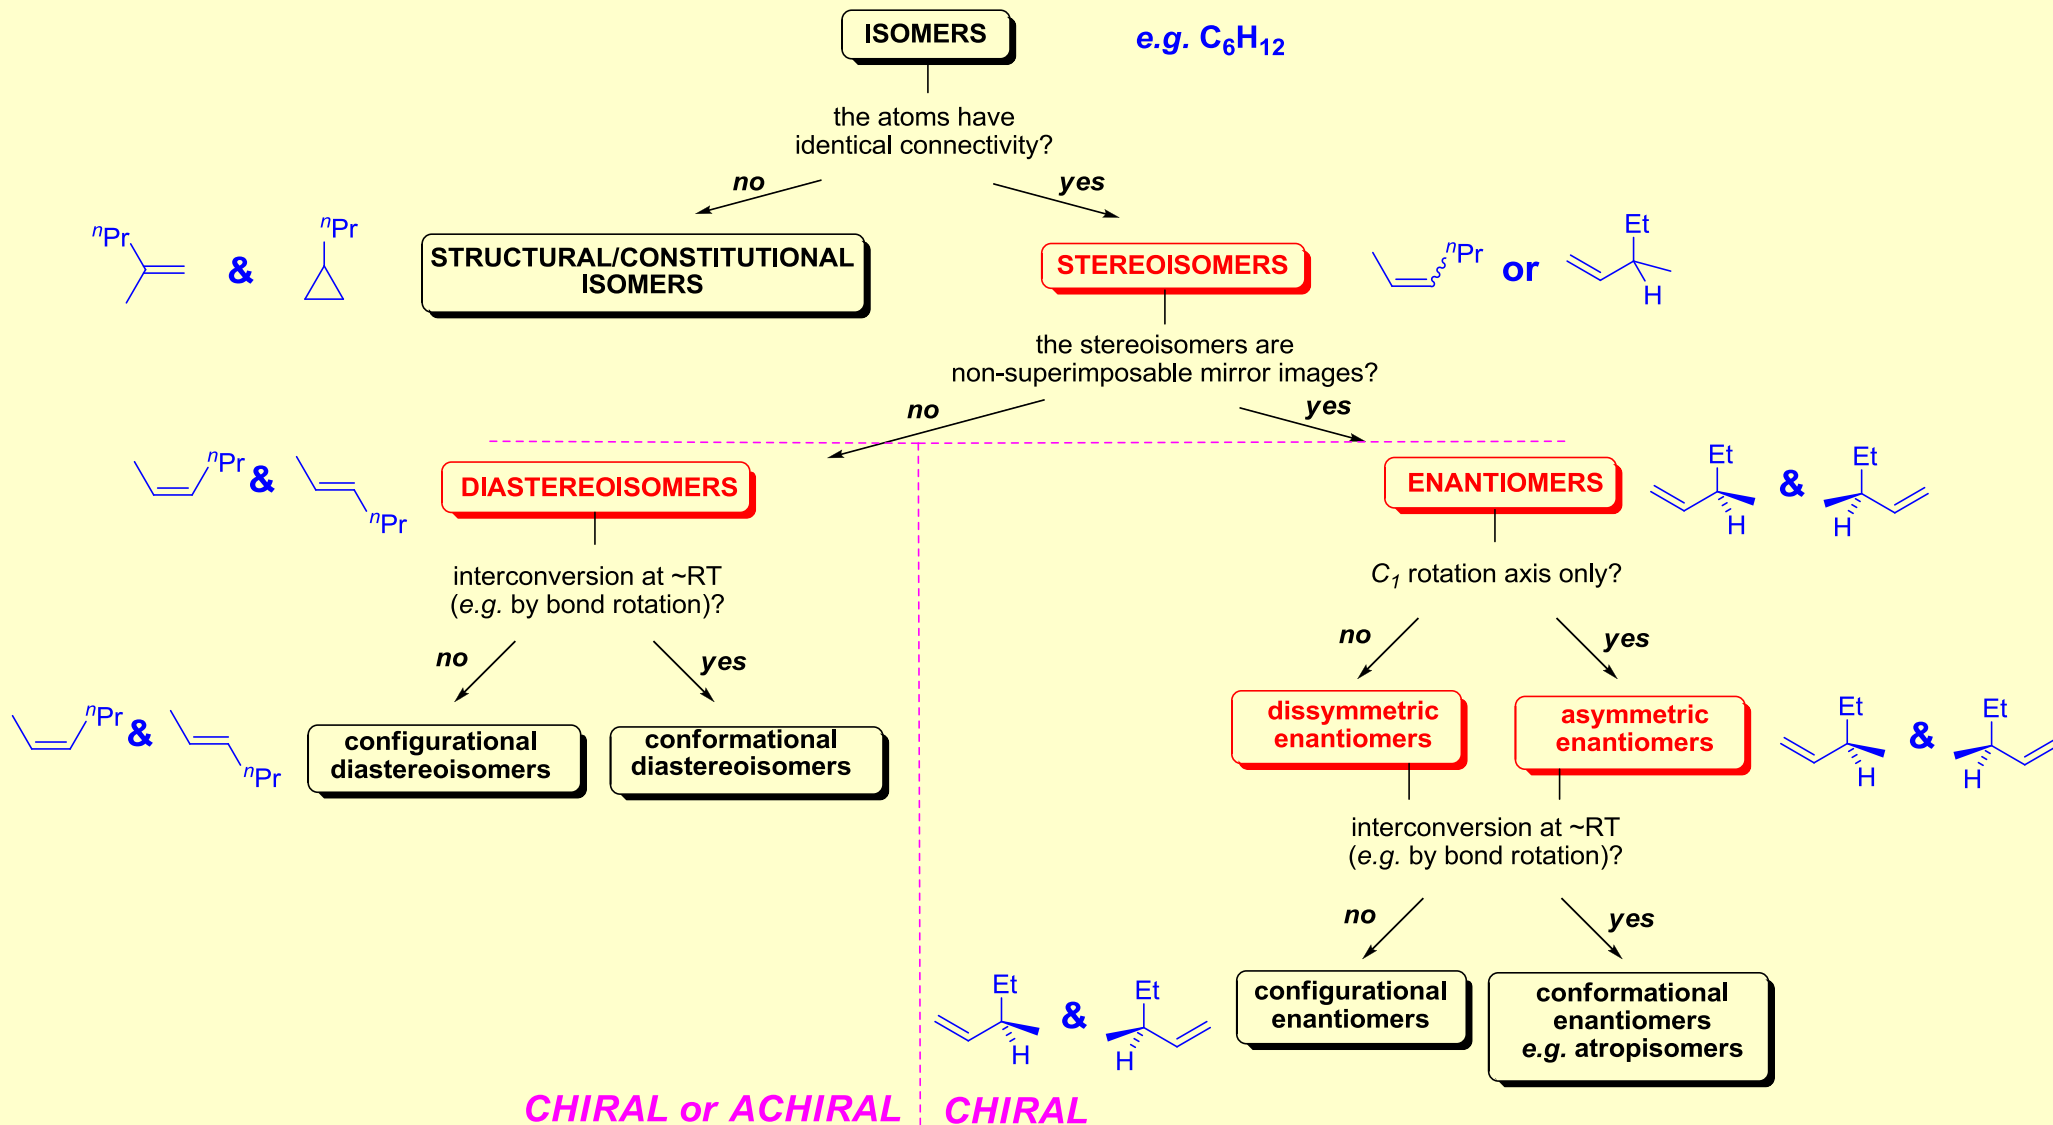 ISOMERS
e.g. C6H12
the atoms have
identical connectivity?
no
yes
nPr
&
nPr
STRUCTURAL/CONSTITUTIONAL
ISOMERS
STEREOISOMERS
nPr
or
Et
H
the stereoisomers are
non-superimposable mirror images?
no
yes
nPr
&
nPr
DIASTEREOISOMERS
ENANTIOMERS
Et
H
&
Et
H
interconversion at ~RT
(e.g. by bond rotation)?
C1 rotation axis only?
no
yes
no
yes
nPr
&
nPr
configurational
diastereoisomers
conformational
diastereoisomers
dissymmetric
enantiomers
asymmetric
enantiomers
Et
H
&
Et
H
interconversion at ~RT
(e.g. by bond rotation)?
no
yes
Et
H
&
Et
H
configurational
enantiomers
conformational
enantiomers
e.g. atropisomers
CHIRAL or ACHIRAL
CHIRAL